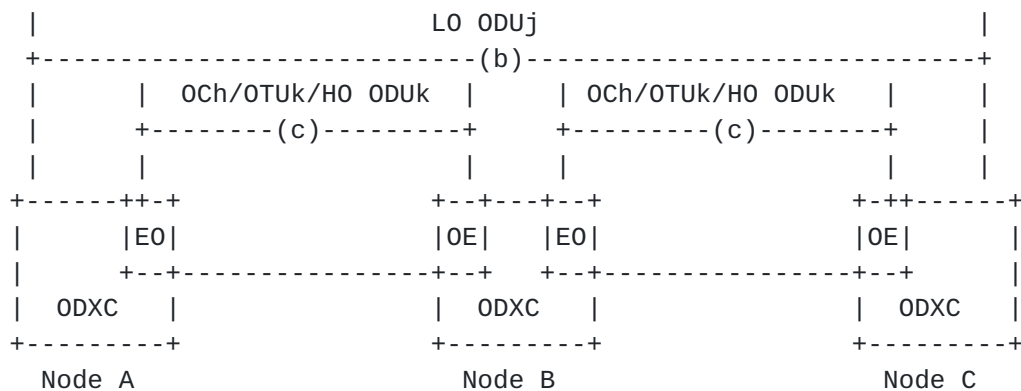 LO ODUj
(b)
OCh/OTUk/HO ODUk OCh/OTUk/HO ODUk
(c) (c)
EO OE EO OE
ODXC ODXC ODXC
Node A Node B Node C